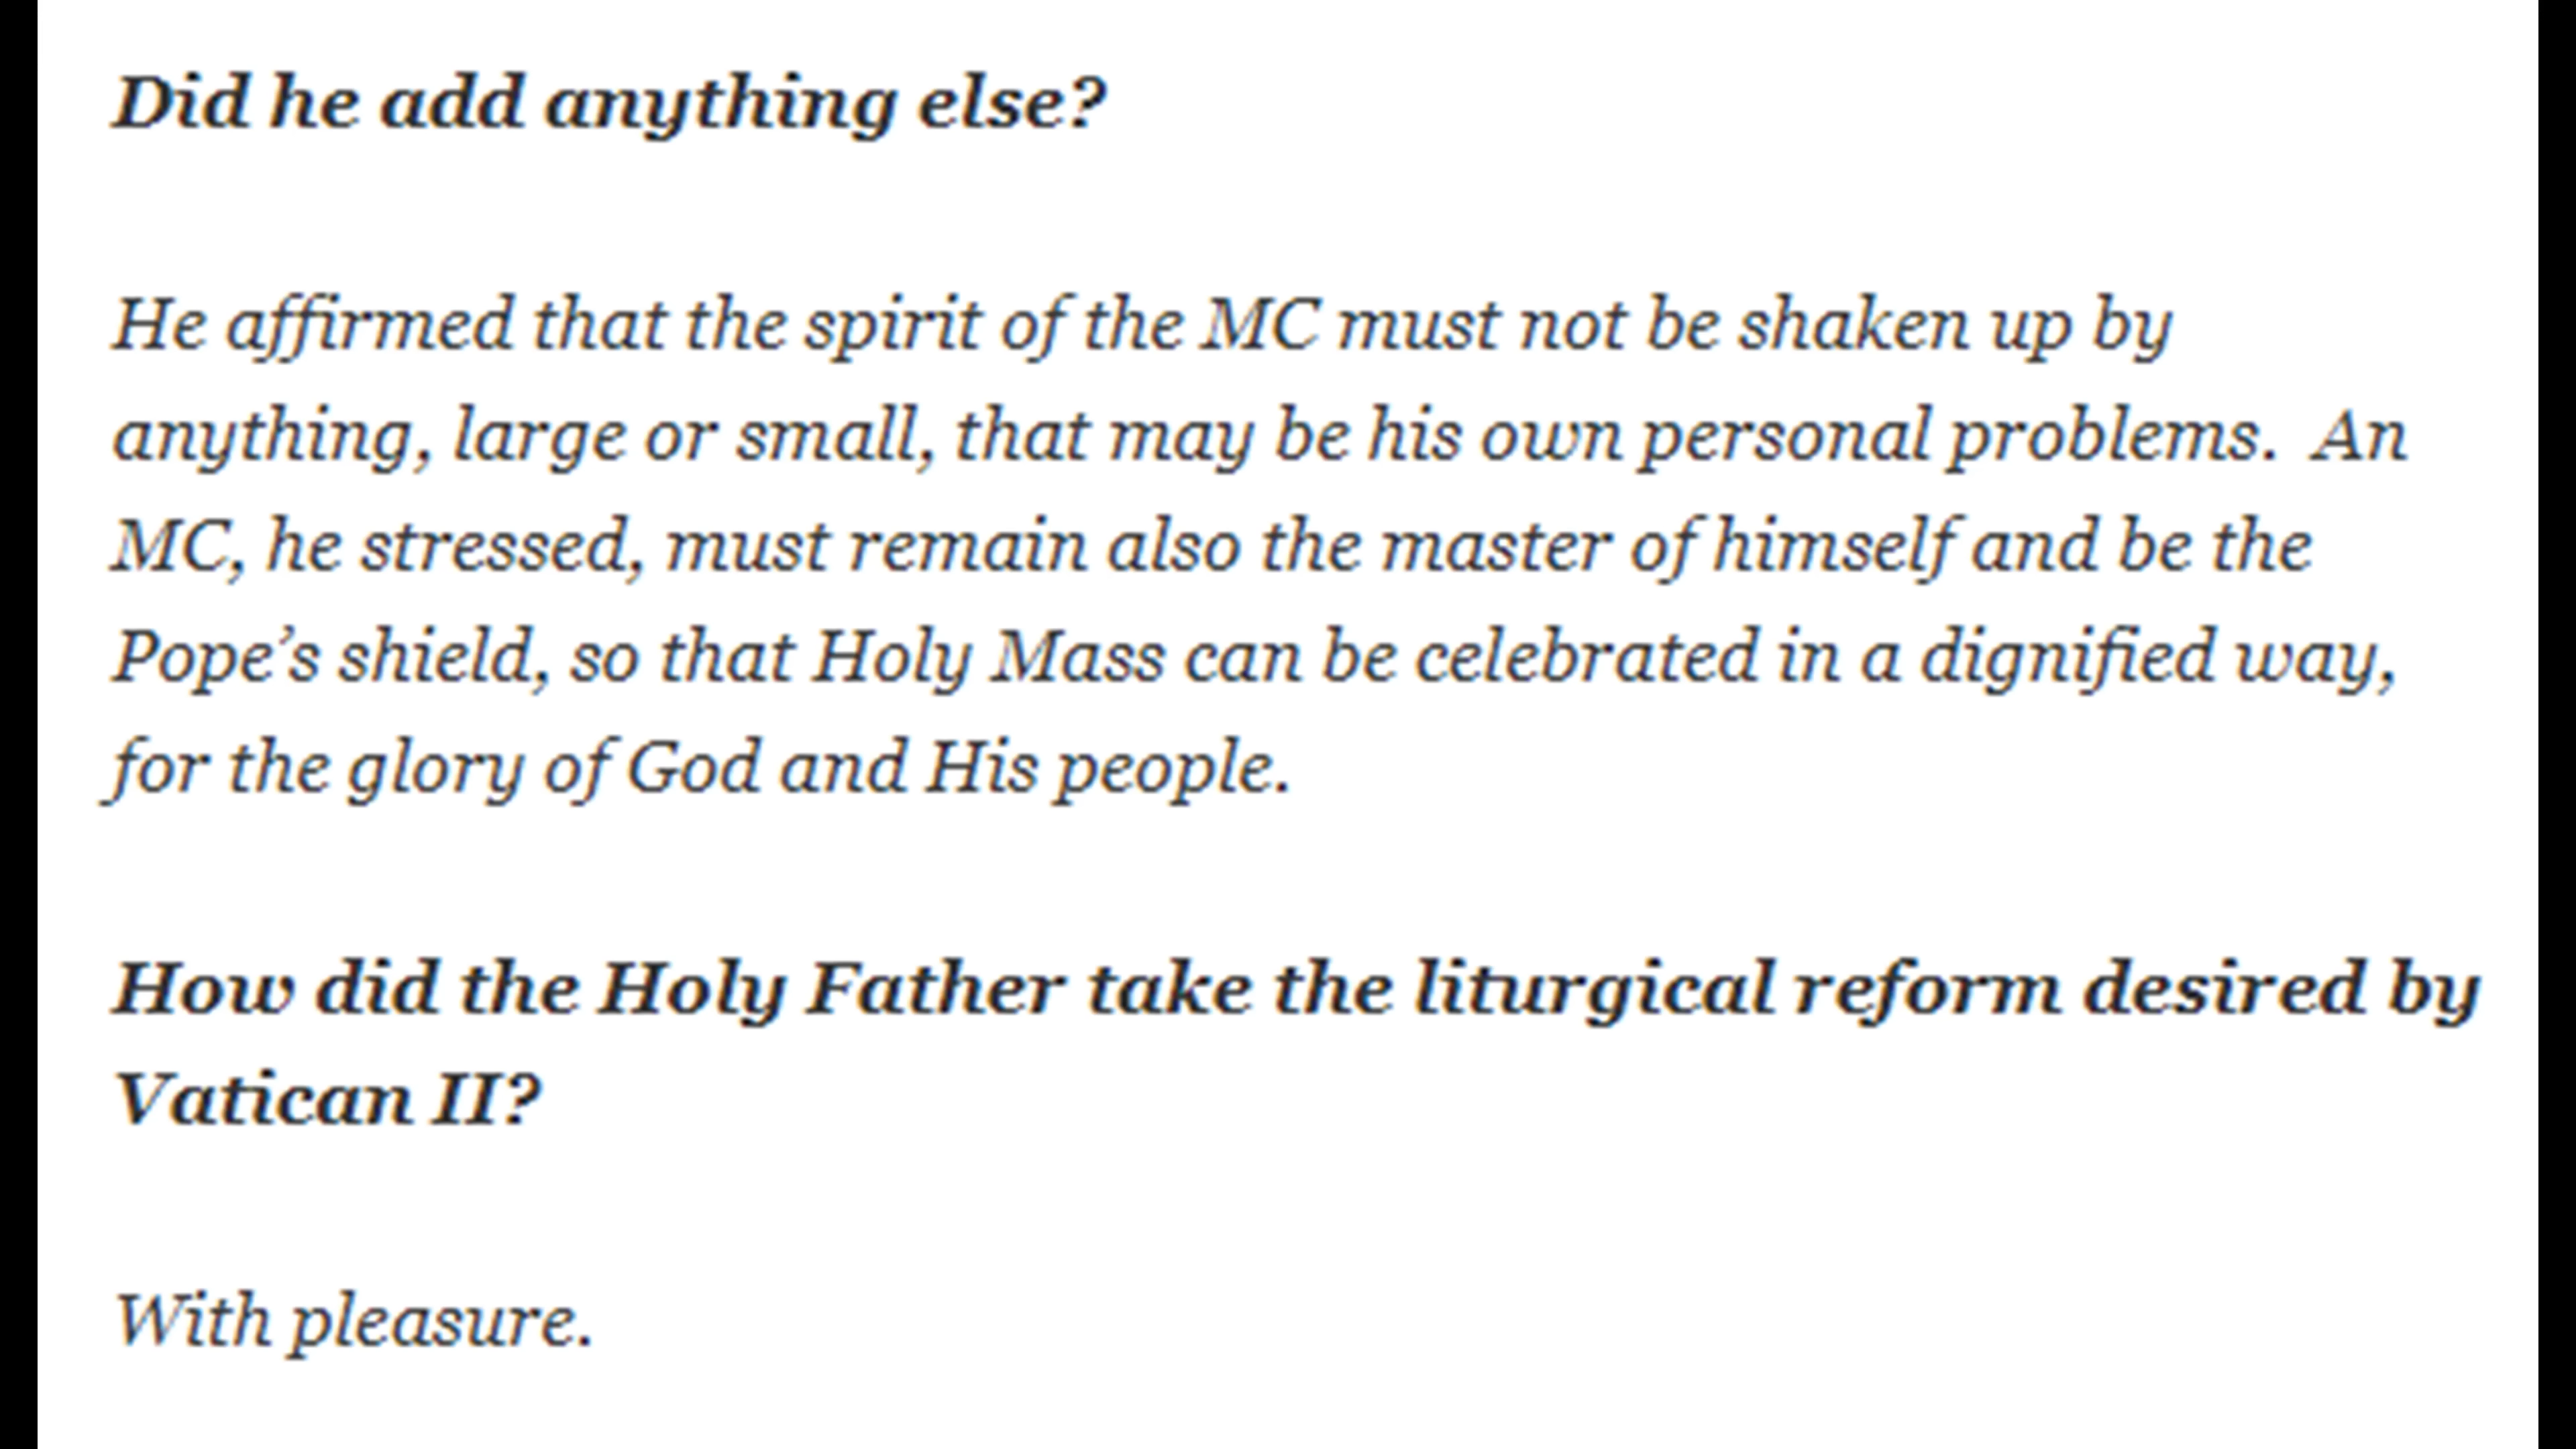 Did he add anything else?
He affirmed that the spirit of the MC must not be shaken up by
anything, large or small, that may be his own personal problems.  An
MC, he stressed, must remain also the master of himself and be the
Pope’s shield, so that Holy Mass can be celebrated in a dignified way,
for the glory of God and His people.
How did the Holy Father take the liturgical reform desired by
Vatican II?
With pleasure.